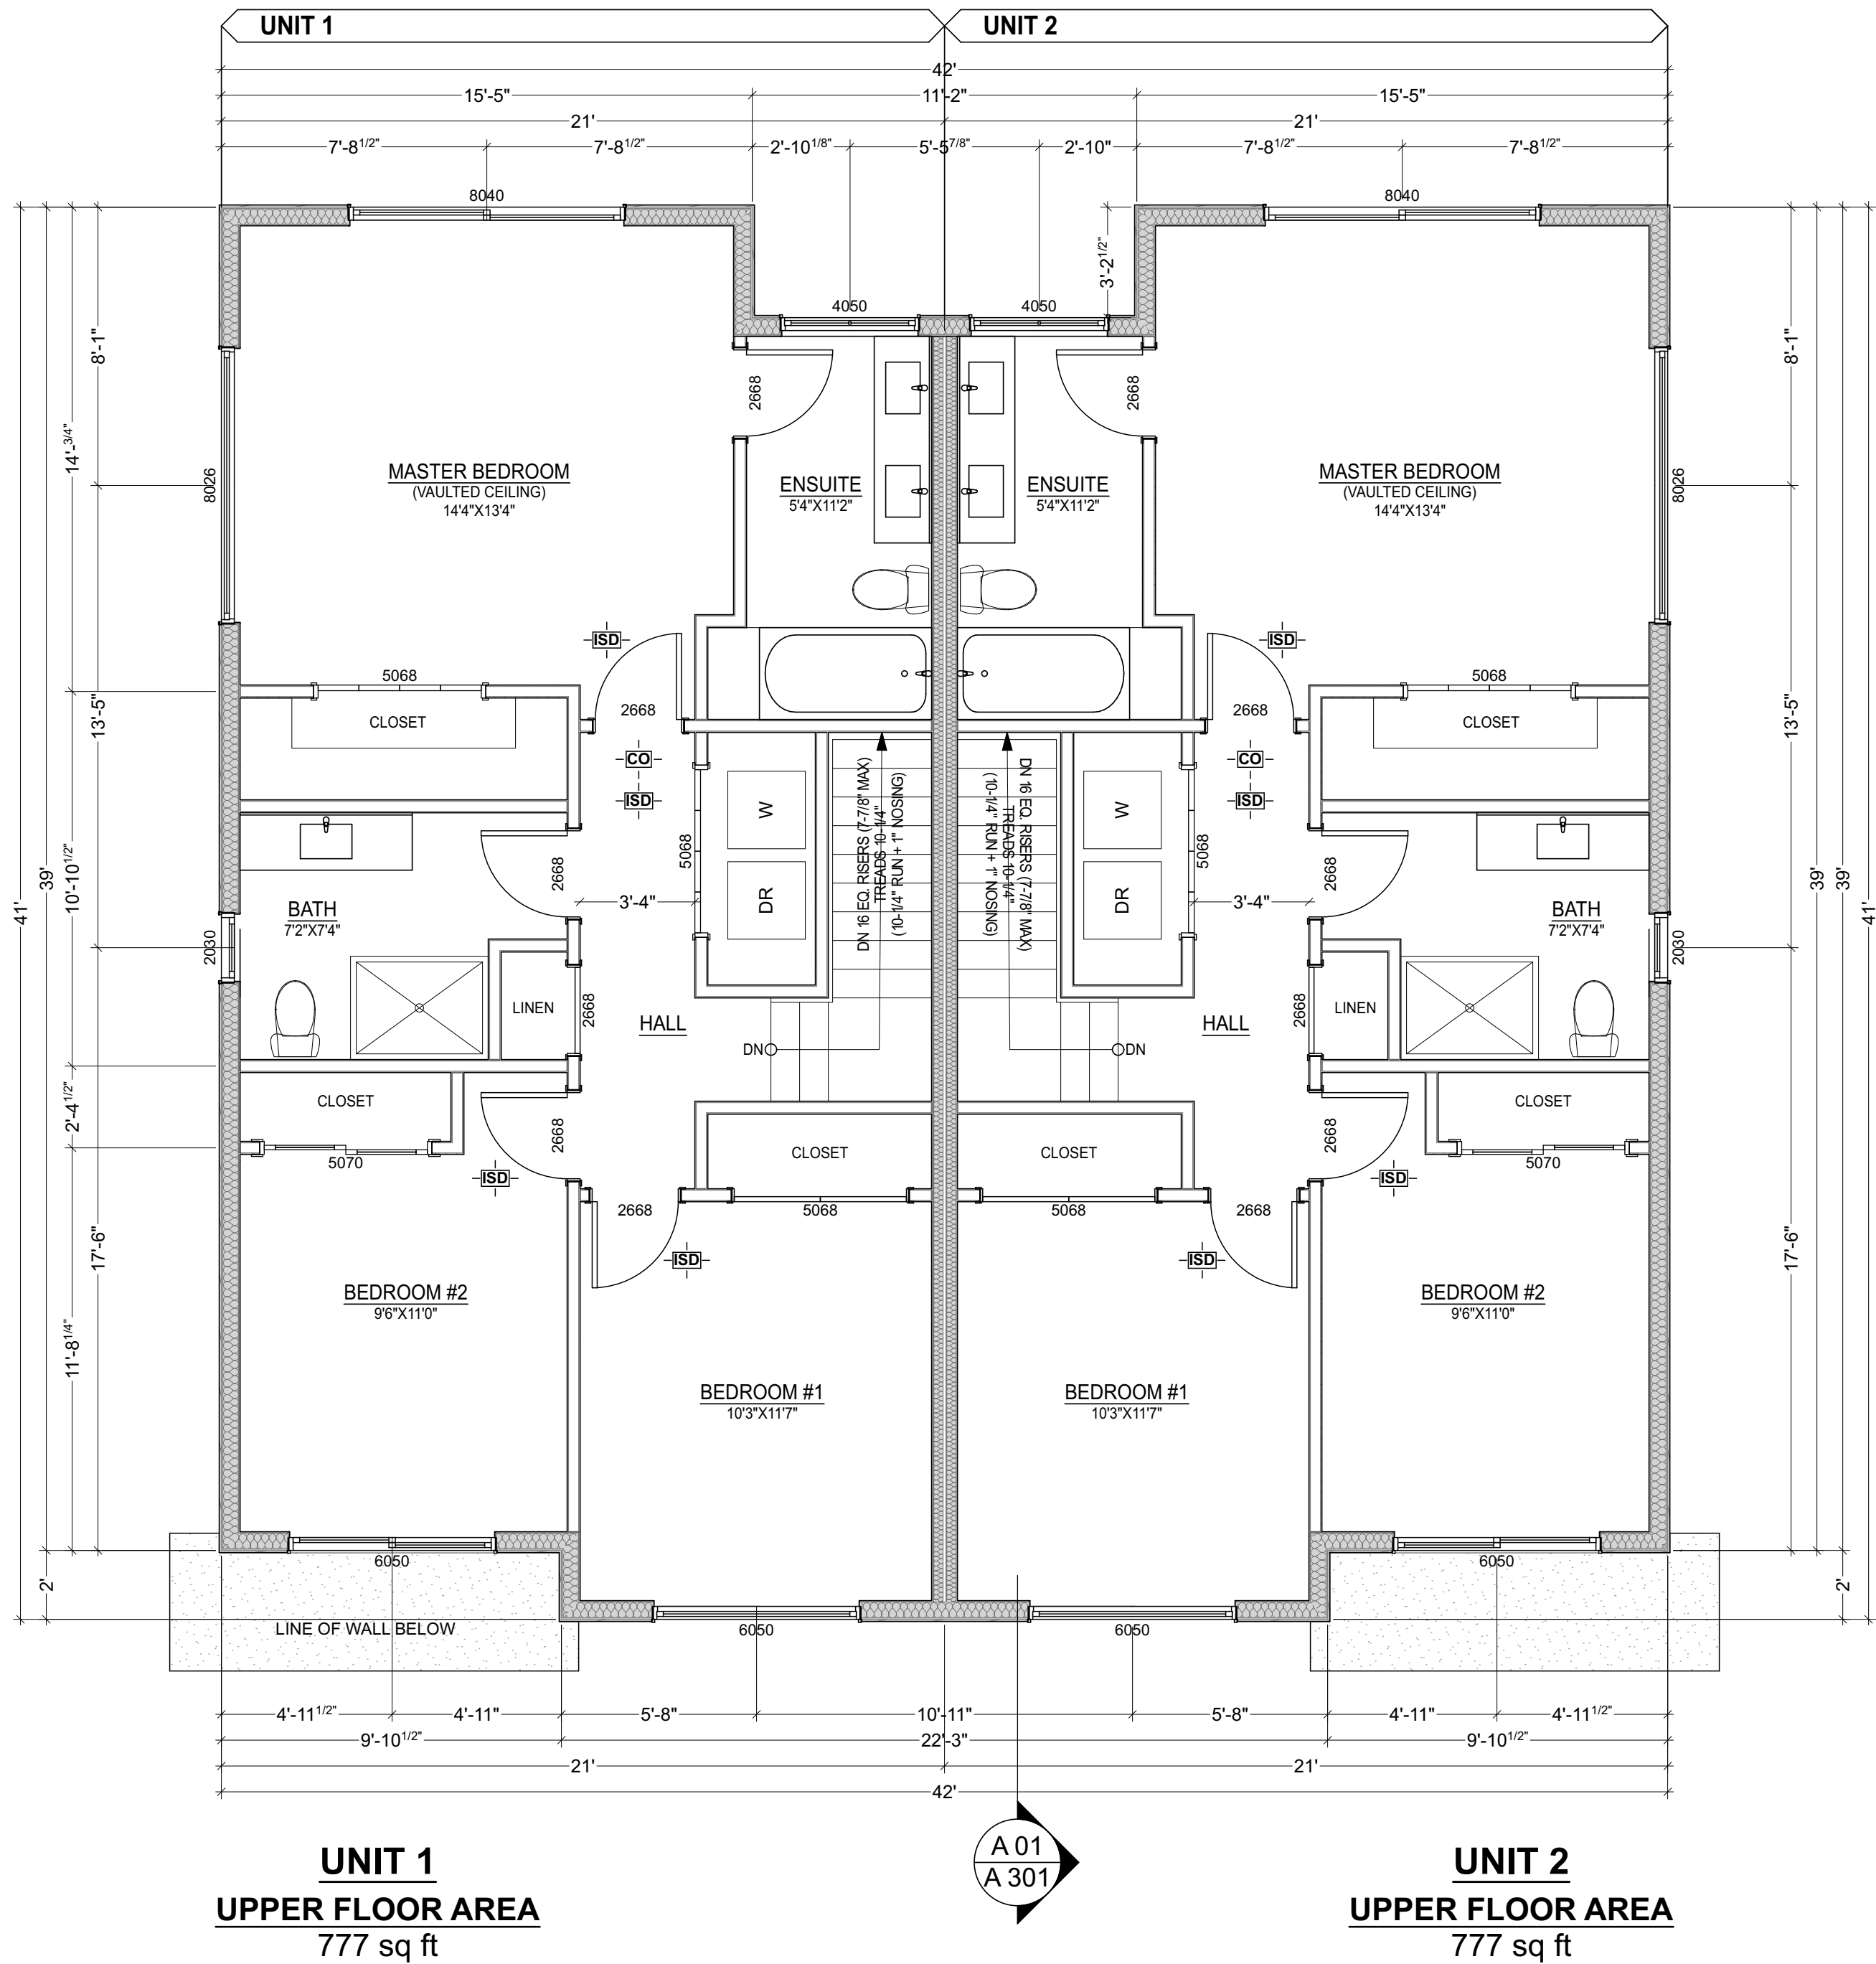 UNIT 1
UNIT 2
42'
15'-5"
11'-2"
15'-5"
21'
21'
7'-8 1/2"
7'-8 1/2"
2'-10 1/8"
5'-5 7/8"
2'-10"
7'-8 1/2"
7'-8 1/2"
8040
8040
3'-2 1/2"
4050
4050
8'-1"
8'-1"
2668
2668
14'-3/4"
8026
MASTER BEDROOM
(VAULTED CEILING)
14'4"X13'4"
ENSUITE
5'4"X11'2"
ENSUITE
5'4"X11'2"
MASTER BEDROOM
(VAULTED CEILING)
14'4"X13'4"
8026
ISD
ISD
5068
5068
13'-5"
CLOSET
2668
2668
CLOSET
13'-5"
CO
CO
ISD
ISD
W
W
DN 16 EQ. RISERS (7-7/8" MAX)
TREADS 10-1/4"
(10-1/4" RUN + 1" NOSING)
DN 16 EQ. RISERS (7-7/8" MAX)
TREADS 10-1/4"
(10-1/4" RUN + 1" NOSING)
5068
5068
41'
39'
10'-10 1/2"
2668
2668
39'
39'
41'
3'-4"
DR
DR
3'-4"
BATH
7'2"X7'4"
BATH
7'2"X7'4"
2030
2030
LINEN
2668
HALL
HALL
2668
LINEN
DN
DN
2'-4 1/2"
CLOSET
2668
2668
CLOSET
5070
CLOSET
CLOSET
5070
ISD
ISD
2668
5068
5068
2668
17'-6"
17'-6"
ISD
ISD
BEDROOM #2
9'6"X11'0"
BEDROOM #2
9'6"X11'0"
11'-8 1/4"
BEDROOM #1
10'3"X11'7"
BEDROOM #1
10'3"X11'7"
6050
6050
2'
2'
LINE OF WALL BELOW
6050
6050
4'-11 1/2"
4'-11"
5'-8"
10'-11"
5'-8"
4'-11"
4'-11 1/2"
9'-10 1/2"
22'-3"
9'-10 1/2"
21'
21'
42'
A 01
A 301
UNIT 1
UPPER FLOOR AREA
777 sq ft
UNIT 2
UPPER FLOOR AREA
777 sq ft